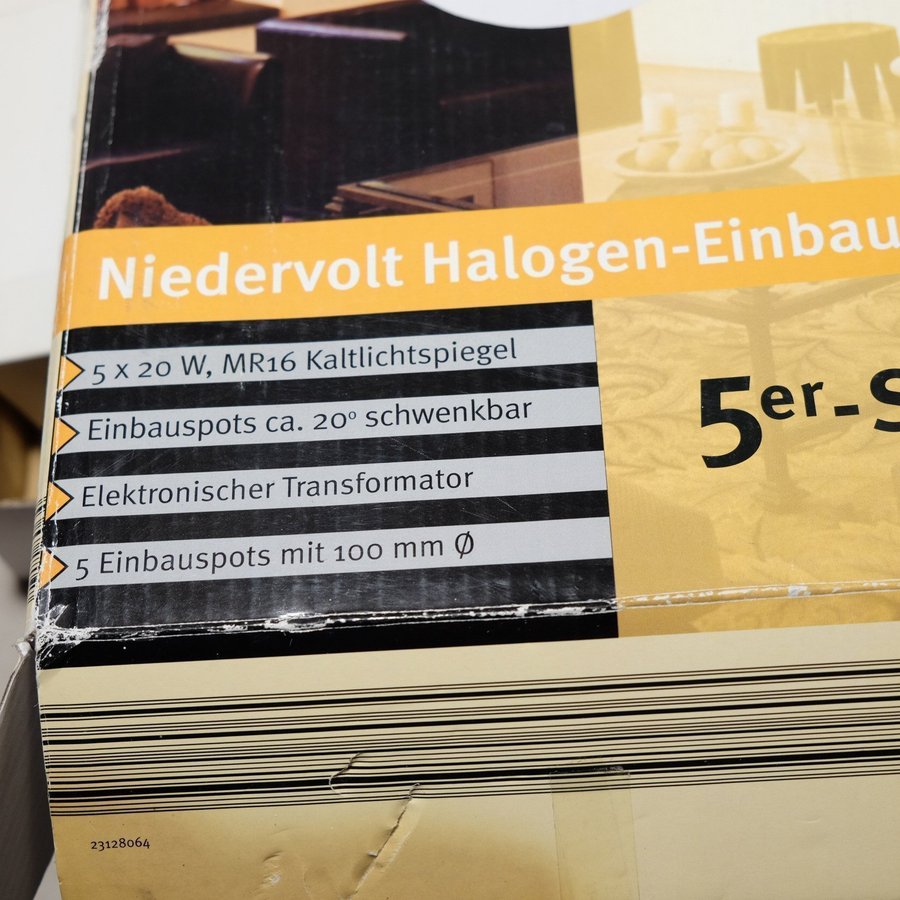 Niedervolt Halogen-Einbau
5 x 20 W, MR16 Kaltlichtspiegel
Einbauspots ca. 20° schwenkbar
Elektronischer Transformator
5 Einbauspots mit 100 mm Ø
5er-S
23128064